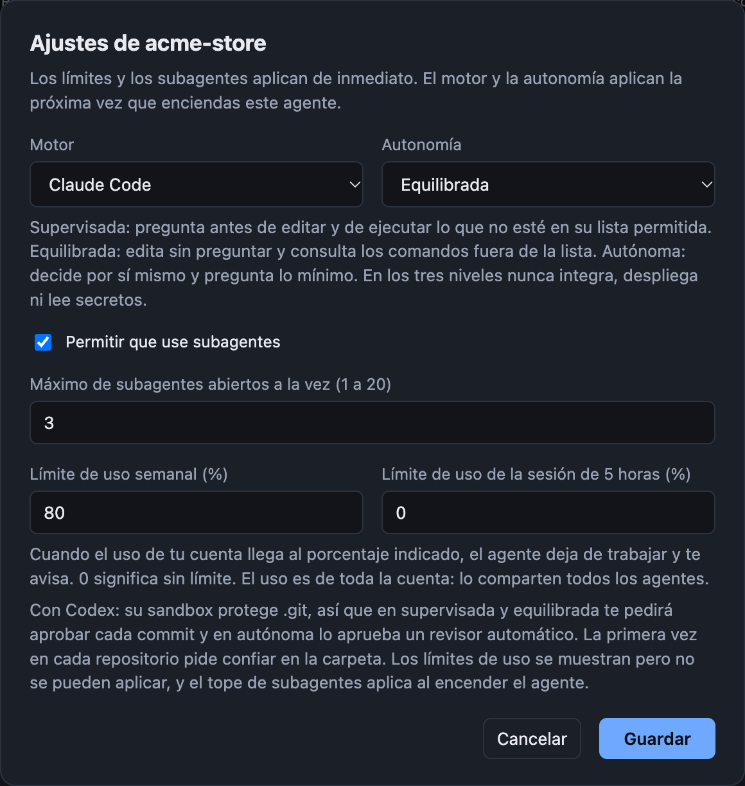 Ajustes de acme-store
Los límites y los subagentes aplican de inmediato. El motor y la autonomía aplican la
próxima vez que enciendas este agente.
Motor
Autonomía
Claude Code
Equilibrada
Supervisada: pregunta antes de editar y de ejecutar lo que no esté en su lista permitida.
Equilibrada: edita sin preguntar y consulta los comandos fuera de la lista. Autónoma:
decide por sí mismo y pregunta lo mínimo. En los tres niveles nunca integra, despliega
ni lee secretos.
Permitir que use subagentes
Máximo de subagentes abiertos a la vez (1 a 20)
3
Límite de uso semanal (%)
Límite de uso de la sesión de 5 horas (%)
80
0
Cuando el uso de tu cuenta llega al porcentaje indicado, el agente deja de trabajar y te
avisa. 0 significa sin límite. El uso es de toda la cuenta: lo comparten todos los agentes.
Con Codex: su sandbox protege .git, así que en supervisada y equilibrada te pedirá
aprobar cada commit y en autónoma lo aprueba un revisor automático. La primera vez
en cada repositorio pide confiar en la carpeta. Los límites de uso se muestran pero no
se pueden aplicar, y el tope de subagentes aplica al encender el agente.
Cancelar
Guardar